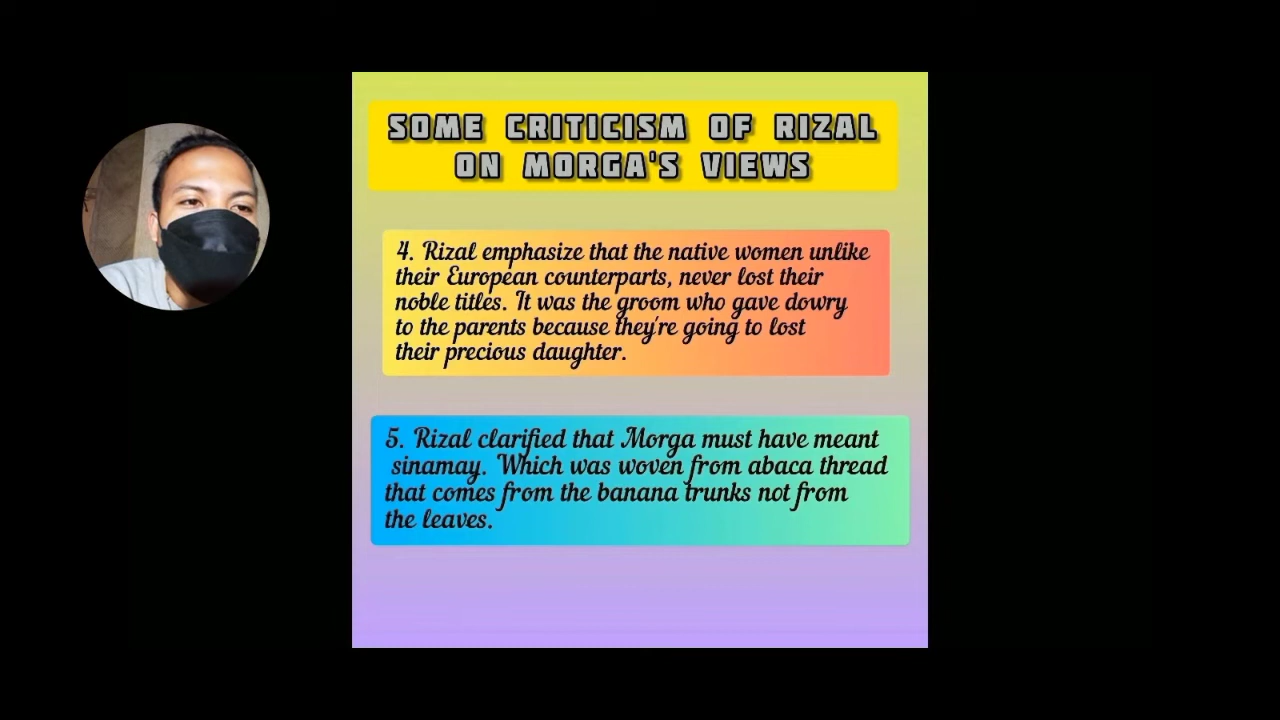 SOME CRITICISM OF RIZAL
ON MORGA'S VIEWS
4. Rizal emphasize that the native women unlike
their European counterparts, never lost their
noble titles. It was the groom who gave dowry
to the parents because they're going to lost
their precious daughter.
5. Rizal clarified that Morga must have meant
sinamay. Which was woven from abaca thread
that comes from the banana trunks not from
the leaves.